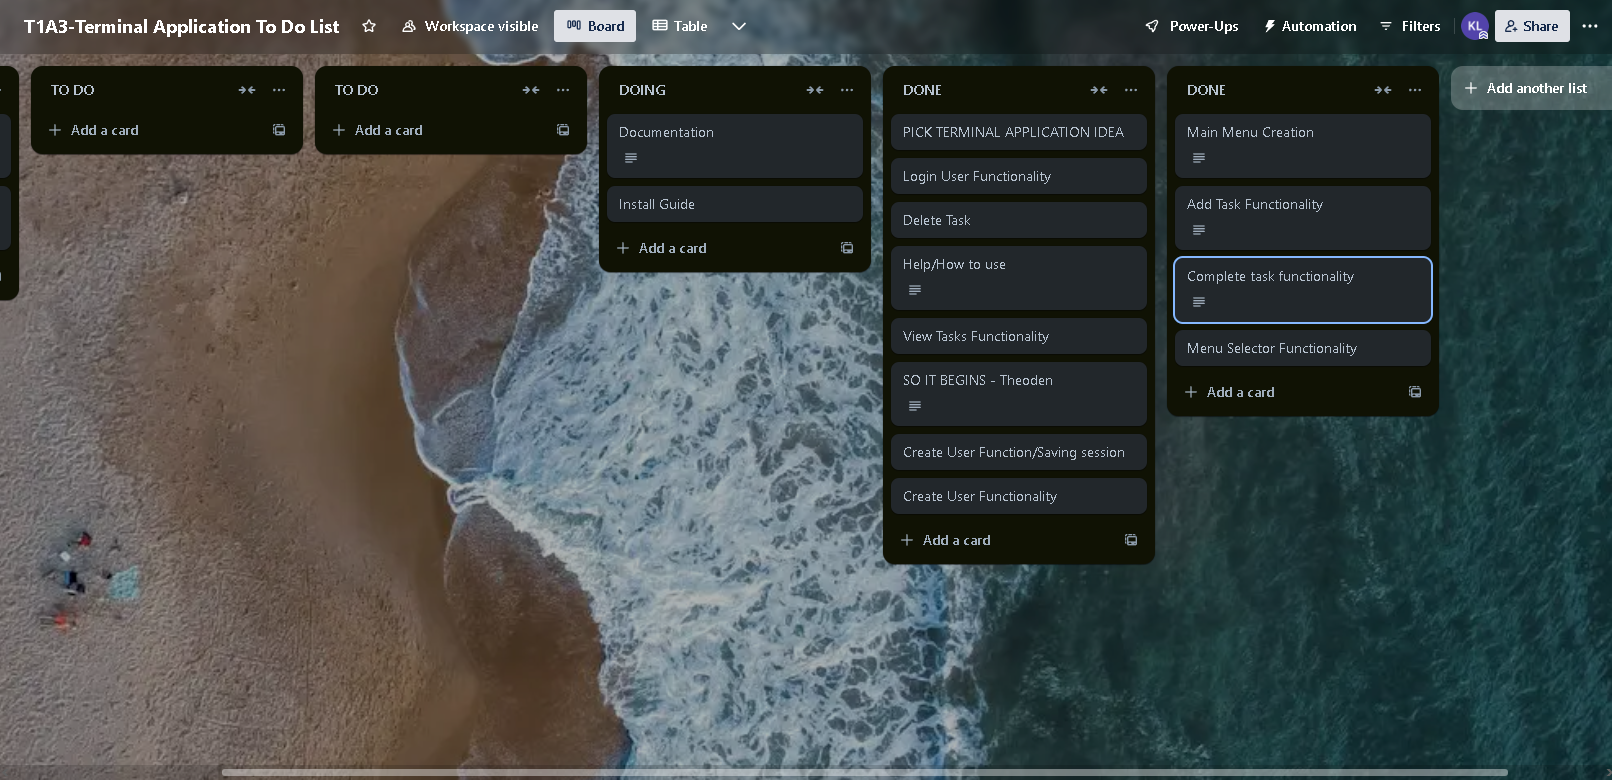 T1A3-Terminal Application To Do List
Workspace visible
Board
Table
Power-Ups
Automation
Filters
KL
Share
TO DO
Add a card
TO DO
Add a card
DOING
Documentation
Install Guide
Add a card
DONE
PICK TERMINAL APPLICATION IDEA
Login User Functionality
Delete Task
Help/How to use
View Tasks Functionality
SO IT BEGINS - Theoden
Create User Function/Saving session
Create User Functionality
Add a card
DONE
Main Menu Creation
Add Task Functionality
Complete task functionality
Menu Selector Functionality
Add a card
Add another list